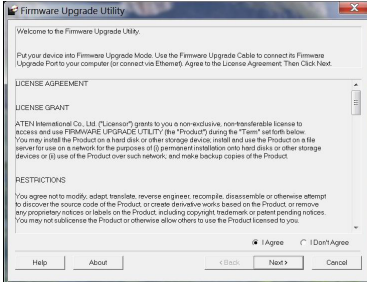 Firmware Upgrade Utility
Welcome to the Firmware Upgrade Utility.
Put your device into Firmware Upgrade Mode. Use the Firmware Upgrade Cable to connect its Firmware
Upgrade Port to your computer (or connect via Ethernet). Agree to the License Agreement; Then Click Next.
LICENSE AGREEMENT
LICENSE GRANT
ATEN International Co., Ltd. ("Licensor") grants to you a non-exclusive, non-transferable license to
access and use FIRMWARE UPGRADE UTILITY (the "Product") during the "Term" set forth below.
You may install the Product on a hard disk or other storage device; install and use the Product on a file
server for use on a network for the purposes of (i) permanent installation onto hard disks or other storage
devices or (ii) use of the Product over such network; and make backup copies of the Product.
RESTRICTIONS
You agree not to modify, adapt, translate, reverse engineer, recompile, disassemble or otherwise attempt
to discover the source code of the Product, or create derivative works based on the Product, or remove
any proprietary notices or labels on the Product, including copyright, trademark or patent pending notices.
You may not sublicense the Product or otherwise allow others to use the Product licensed to you.
I Agree I Don't Agree
Help About < Back Next > Cancel